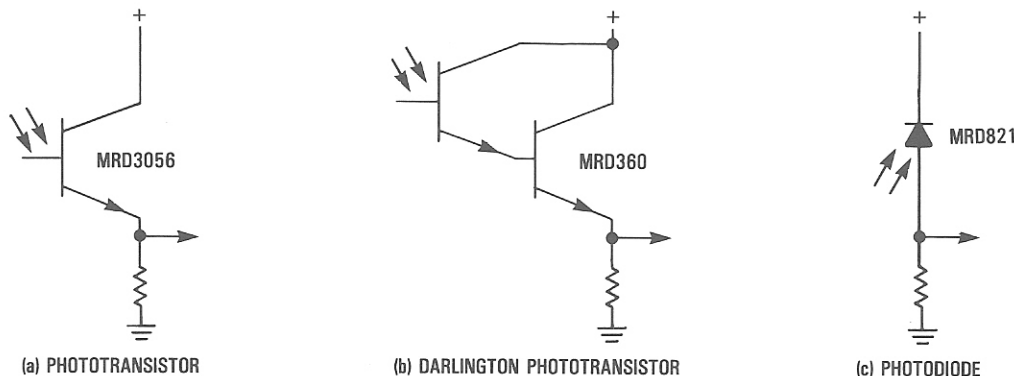 +
+
+
MRD3056
MRD360
MRD821
(a) PHOTOTRANSISTOR
(b) DARLINGTON PHOTOTRANSISTOR
(c) PHOTODIODE